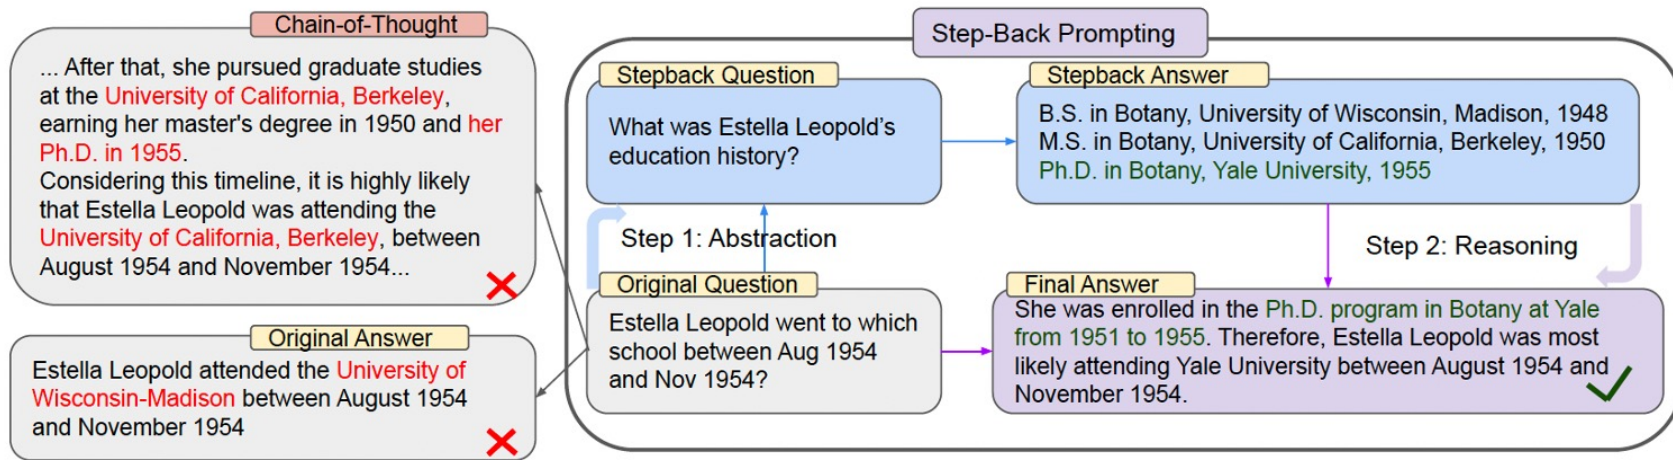 Chain-of-Thought
... After that, she pursued graduate studies
at the University of California, Berkeley,
earning her master's degree in 1950 and her
Ph.D. in 1955.
Considering this timeline, it is highly likely
that Estella Leopold was attending the
University of California, Berkeley, between
August 1954 and November 1954...
Original Answer
Estella Leopold attended the University of
Wisconsin-Madison between August 1954
and November 1954
Step-Back Prompting
Stepback Question
What was Estella Leopold's
education history?
Stepback Answer
B.S. in Botany, University of Wisconsin, Madison, 1948
M.S. in Botany, University of California, Berkeley, 1950
Ph.D. in Botany, Yale University, 1955
Step 1: Abstraction
Step 2: Reasoning
Original Question
Estella Leopold went to which
school between Aug 1954
and Nov 1954?
Final Answer
She was enrolled in the Ph.D. program in Botany at Yale
from 1951 to 1955. Therefore, Estella Leopold was most
likely attending Yale University between August 1954 and
November 1954.